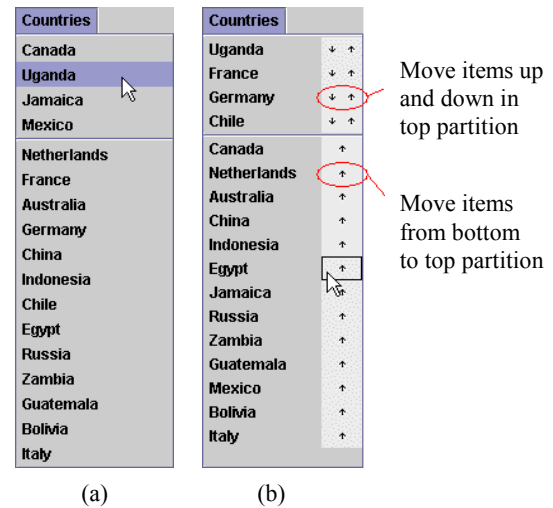 Countries
Canada
Uganda
Jamaica
Mexico
Netherlands
France
Australia
Germany
China
Indonesia
Chile
Egypt
Russia
Zambia
Guatemala
Bolivia
Italy
(a)
Countries
Uganda ↓ ↑
France ↓ ↑
Germany ↓ ↑
Chile ↓ ↑
Canada ↑
Netherlands ↑
Australia ↑
China ↑
Indonesia ↑
Egypt ↑
Jamaica ↑
Russia ↑
Zambia ↑
Guatemala ↑
Mexico ↑
Bolivia ↑
Italy ↑
(b)
Move items up
and down in
top partition
Move items
from bottom
to top partition